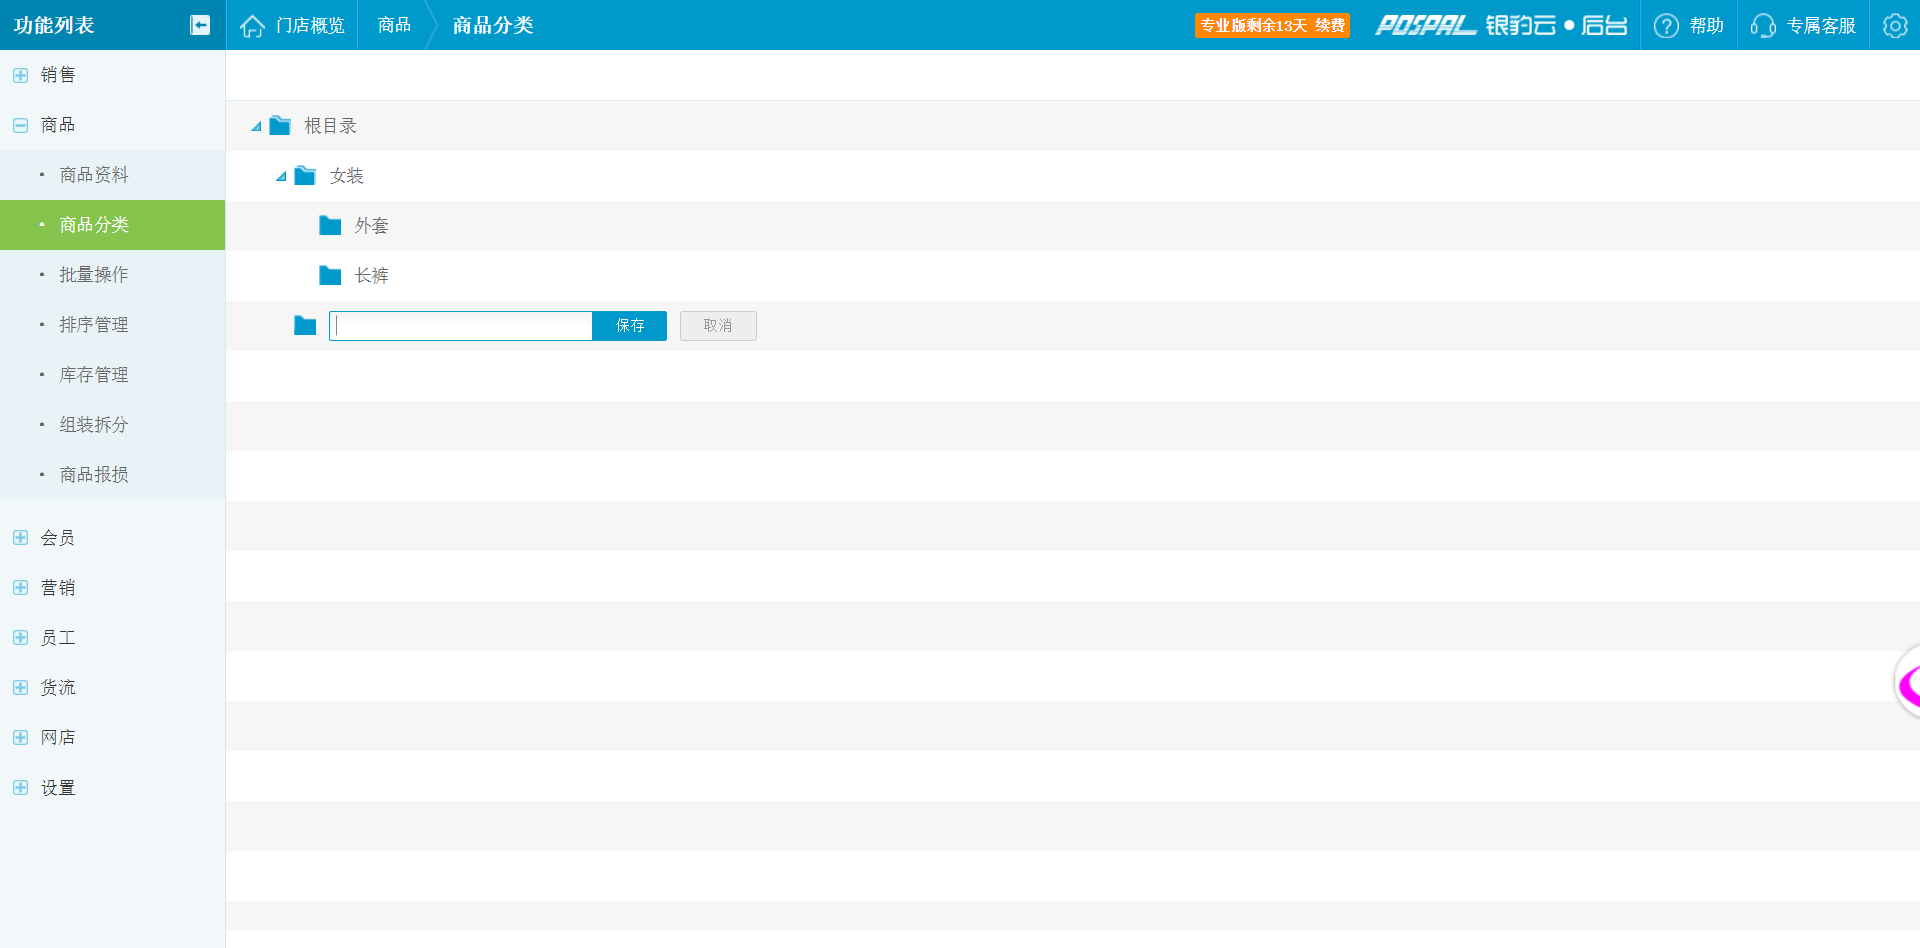 功能列表
门店概览
商品
商品分类
专业版剩余13天 续费
POSPAL 银豹云●后台
帮助
专属客服
销售
商品
• 商品资料
• 商品分类
• 批量操作
• 排序管理
• 库存管理
• 组装拆分
• 商品报损
会员
营销
员工
货流
网店
设置
根目录
女装
外套
长裤
保存
取消